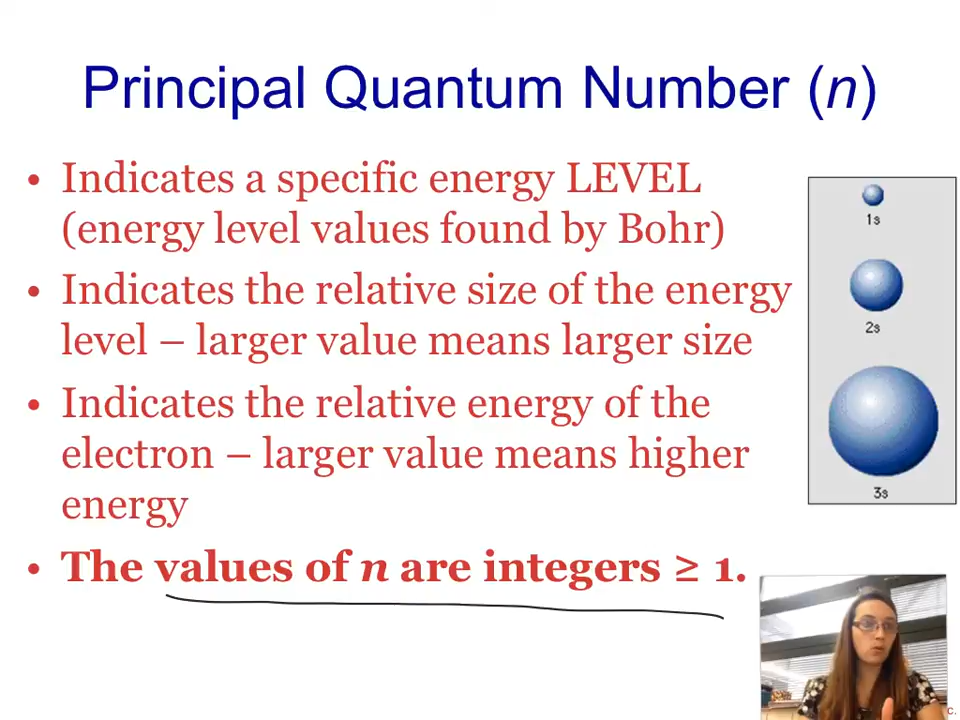 Principal Quantum Number (n)
• Indicates a specific energy LEVEL
(energy level values found by Bohr)
• Indicates the relative size of the energy
level – larger value means larger size
• Indicates the relative energy of the
electron – larger value means higher
energy
• The values of n are integers ≥ 1.
1s
2s
3s
c.